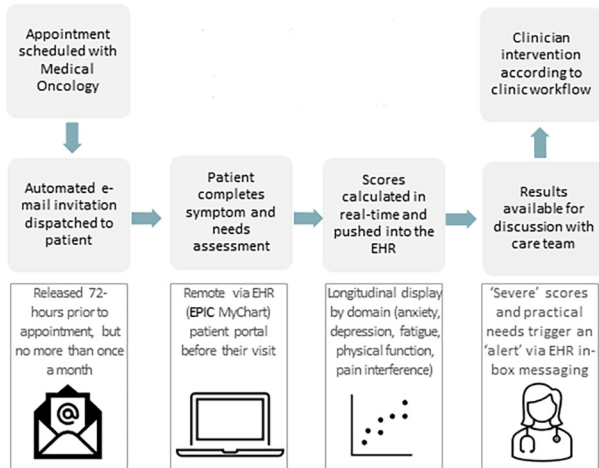 Appointment
scheduled with
Medical
Oncology
Clinician
intervention
according to
clinic workflow
Automated e-
mail invitation
dispatched to
patient
Patient
completes
symptom and
needs
assessment
Scores
calculated in
real-time and
pushed into the
EHR
Results
available for
discussion with
care team
Released 72-
hours prior to
appointment, but
no more than once
a month
Remote via EHR
(EPIC MyChart)
patient portal
before their visit
Longitudinal display
by domain (anxiety,
depression, fatigue,
physical function,
pain interference)
‘Severe’ scores
and practical
needs trigger an
‘alert’ via EHR in-
box messaging
@